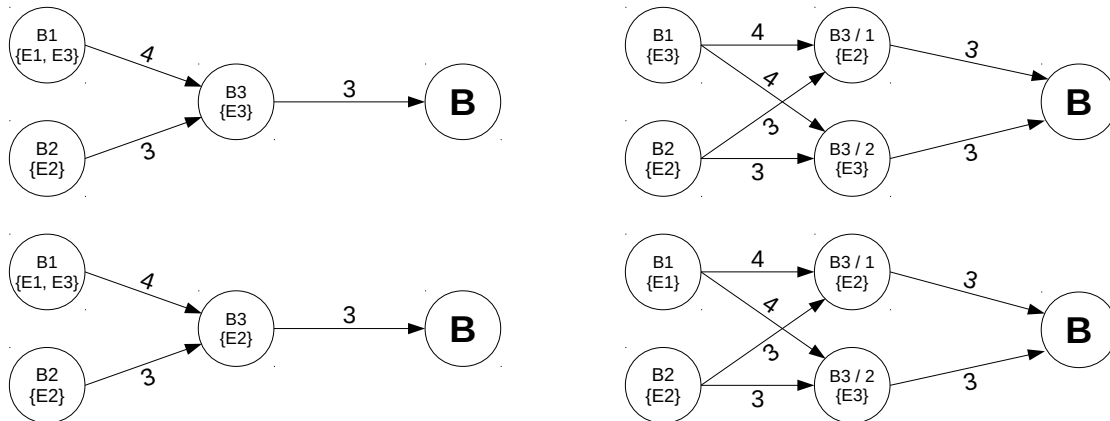 B1
{E1, E3}
4
B3
{E3}
3
B
B2
{E2}
3
B1
{E3}
4
B3 / 1
{E2}
3
4
B
3
B2
{E2}
3
B3 / 2
{E3}
3
B1
{E1, E3}
4
B3
{E2}
3
B
B2
{E2}
3
B1
{E1}
4
B3 / 1
{E2}
3
4
B
3
B2
{E2}
3
B3 / 2
{E3}
3